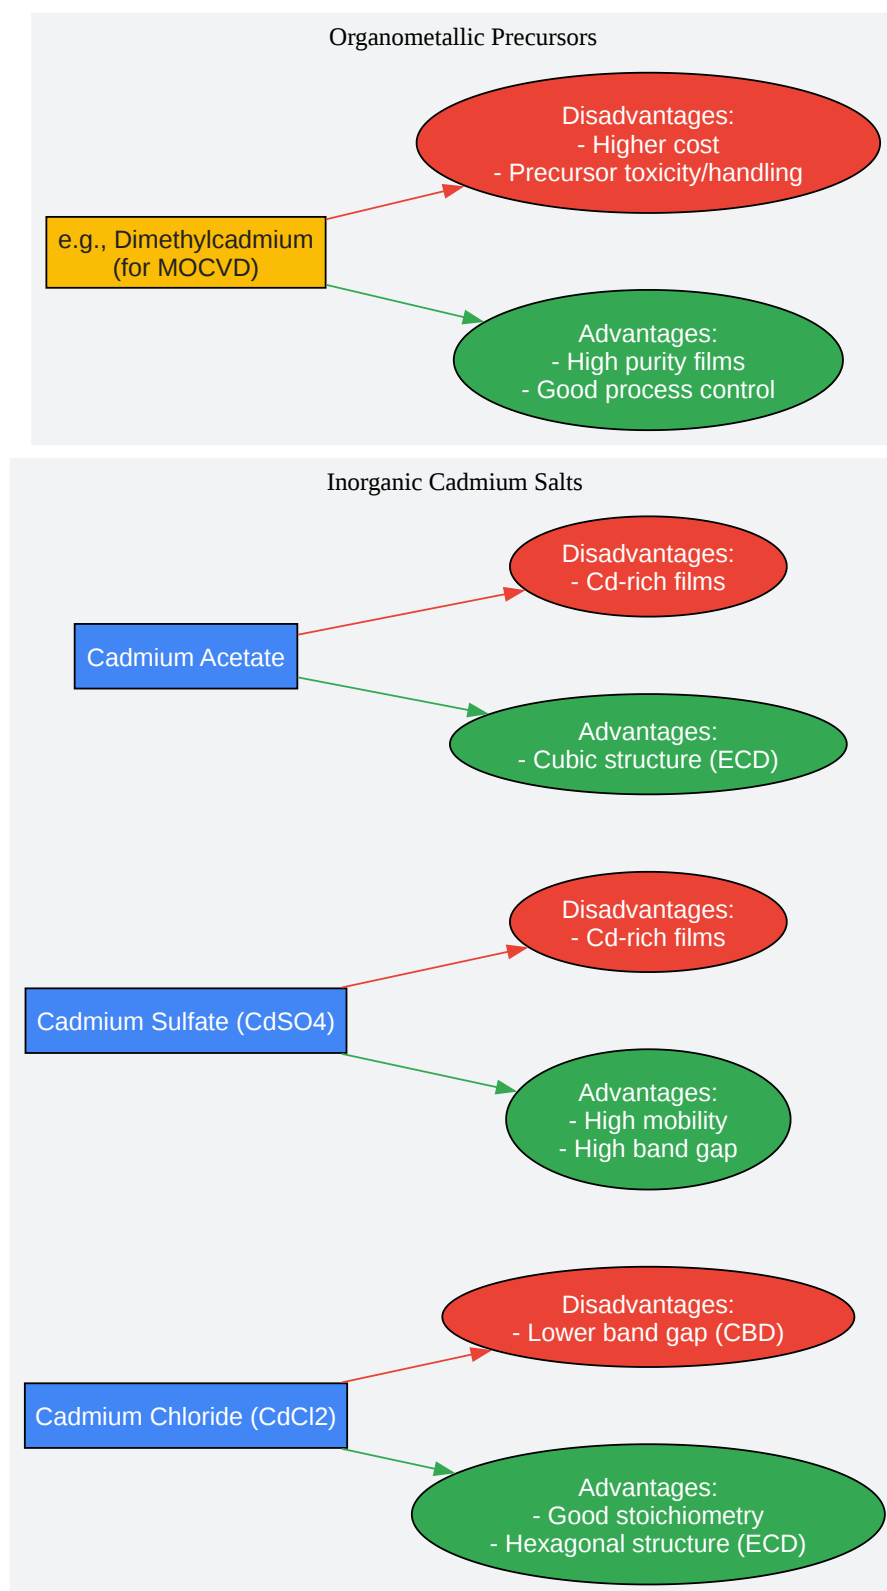 Organometallic Precursors
Disadvantages:
- Higher cost
- Precursor toxicity/handling
e.g., Dimethylcadmium
(for MOCVD)
Advantages:
- High purity films
- Good process control
Inorganic Cadmium Salts
Disadvantages:
- Cd-rich films
Cadmium Acetate
Advantages:
- Cubic structure (ECD)
Disadvantages:
- Cd-rich films
Cadmium Sulfate (CdSO4)
Advantages:
- High mobility
- High band gap
Disadvantages:
- Lower band gap (CBD)
Cadmium Chloride (CdCl2)
Advantages:
- Good stoichiometry
- Hexagonal structure (ECD)